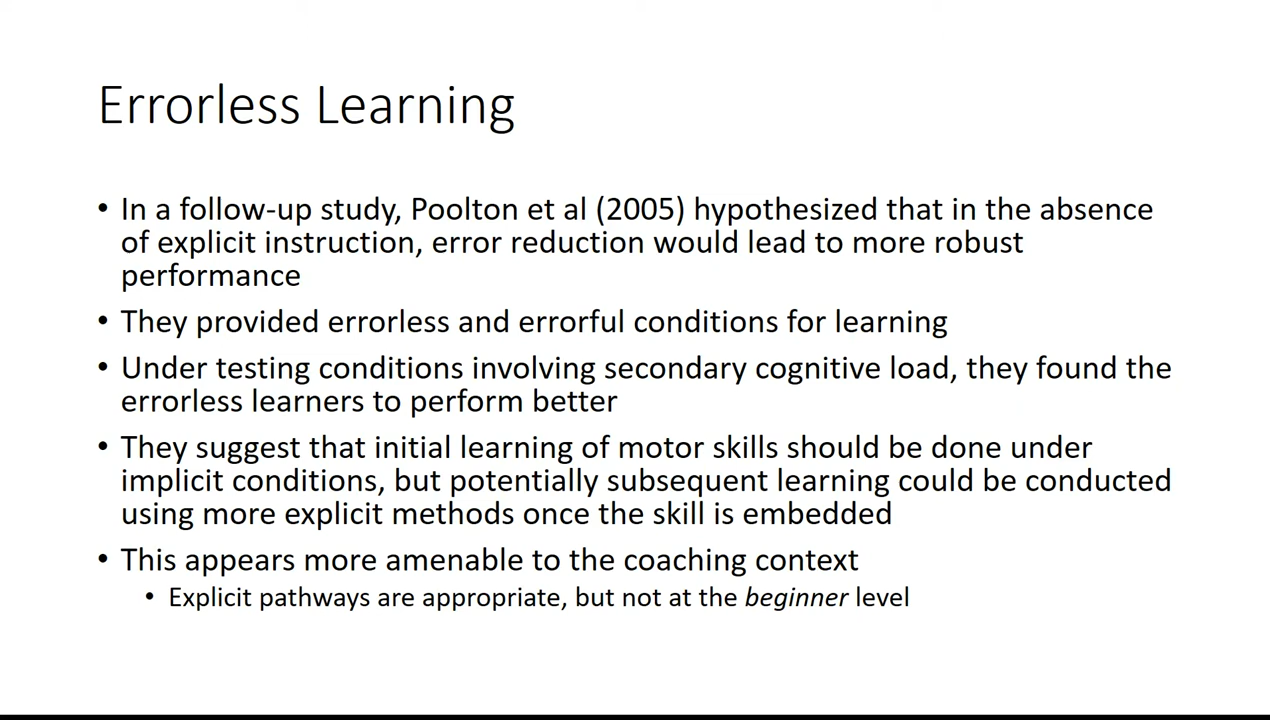 Errorless Learning
• In a follow-up study, Poolton et al (2005) hypothesized that in the absence
of explicit instruction, error reduction would lead to more robust
performance
• They provided errorless and errorful conditions for learning
• Under testing conditions involving secondary cognitive load, they found the
errorless learners to perform better
• They suggest that initial learning of motor skills should be done under
implicit conditions, but potentially subsequent learning could be conducted
using more explicit methods once the skill is embedded
• This appears more amenable to the coaching context
• Explicit pathways are appropriate, but not at the beginner level